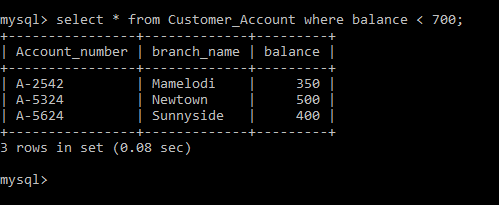 mysql> select * from Customer_Account where balance < 700;
+----------------+-------------+---------+
| Account_number | branch_name | balance |
+----------------+-------------+---------+
| A-2542         | Mamelodi    |     350 |
| A-5324         | Newtown     |     500 |
| A-5624         | Sunnyside   |     400 |
+----------------+-------------+---------+
3 rows in set (0.08 sec)
mysql>